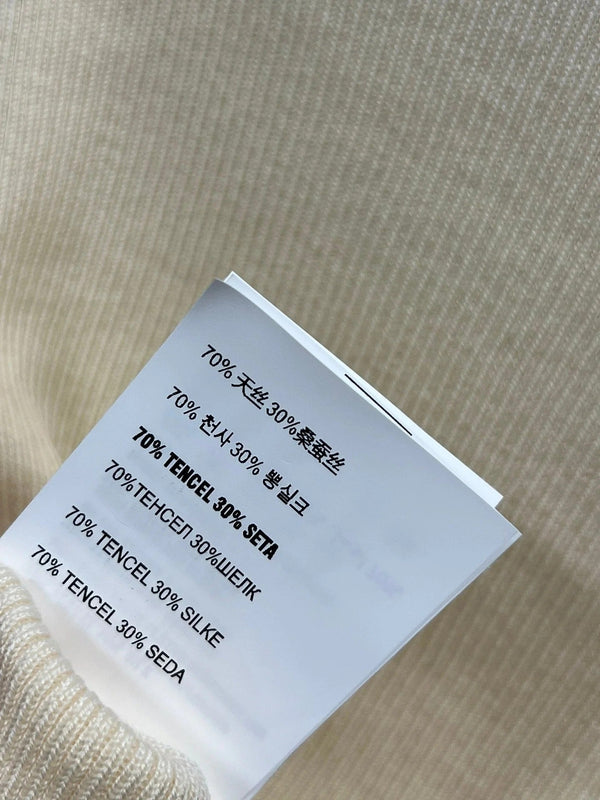 70% 天丝 30%桑蚕丝
70% 천사 30% 뽕실크
70% TENCEL 30% SETA
70%ТЕНСЕЛ 30%ШЕЛК
70% TENCEL 30% SILKE
70% TENCEL 30% SEDA